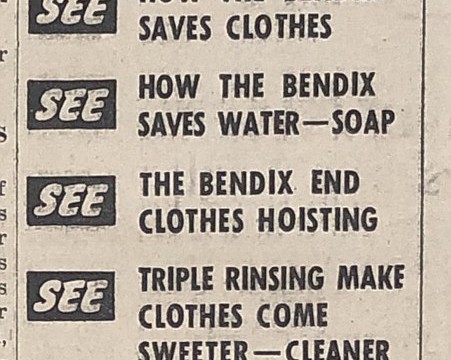 SEE
SAVES CLOTHES
SEE HOW THE BENDIX
SAVES WATER—SOAP
SEE THE BENDIX END
CLOTHES HOISTING
SEE TRIPLE RINSING MAKE
CLOTHES COME
SWEETER—CLEANER